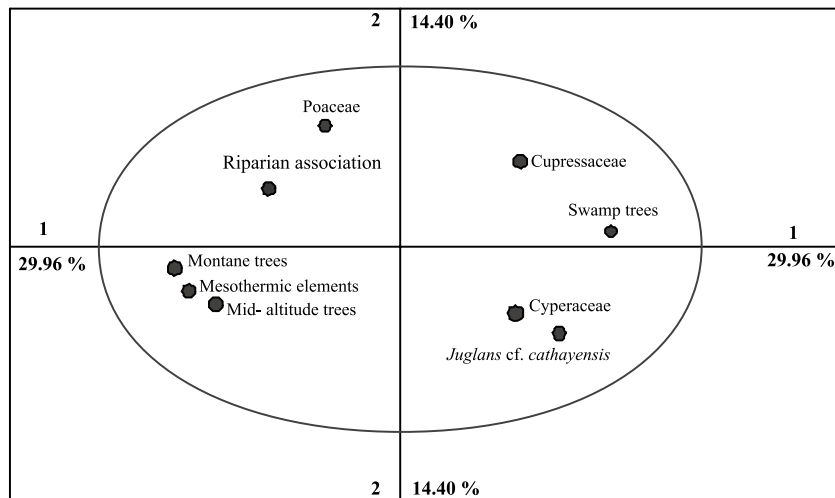 2 14.40 %
Poaceae
Riparian association
Cupressaceae
Swamp trees
1
1
29.96 %
29.96 %
Montane trees
Mesothermic elements
Mid- altitude trees
Cyperaceae
Juglans cf. cathayensis
2 14.40 %